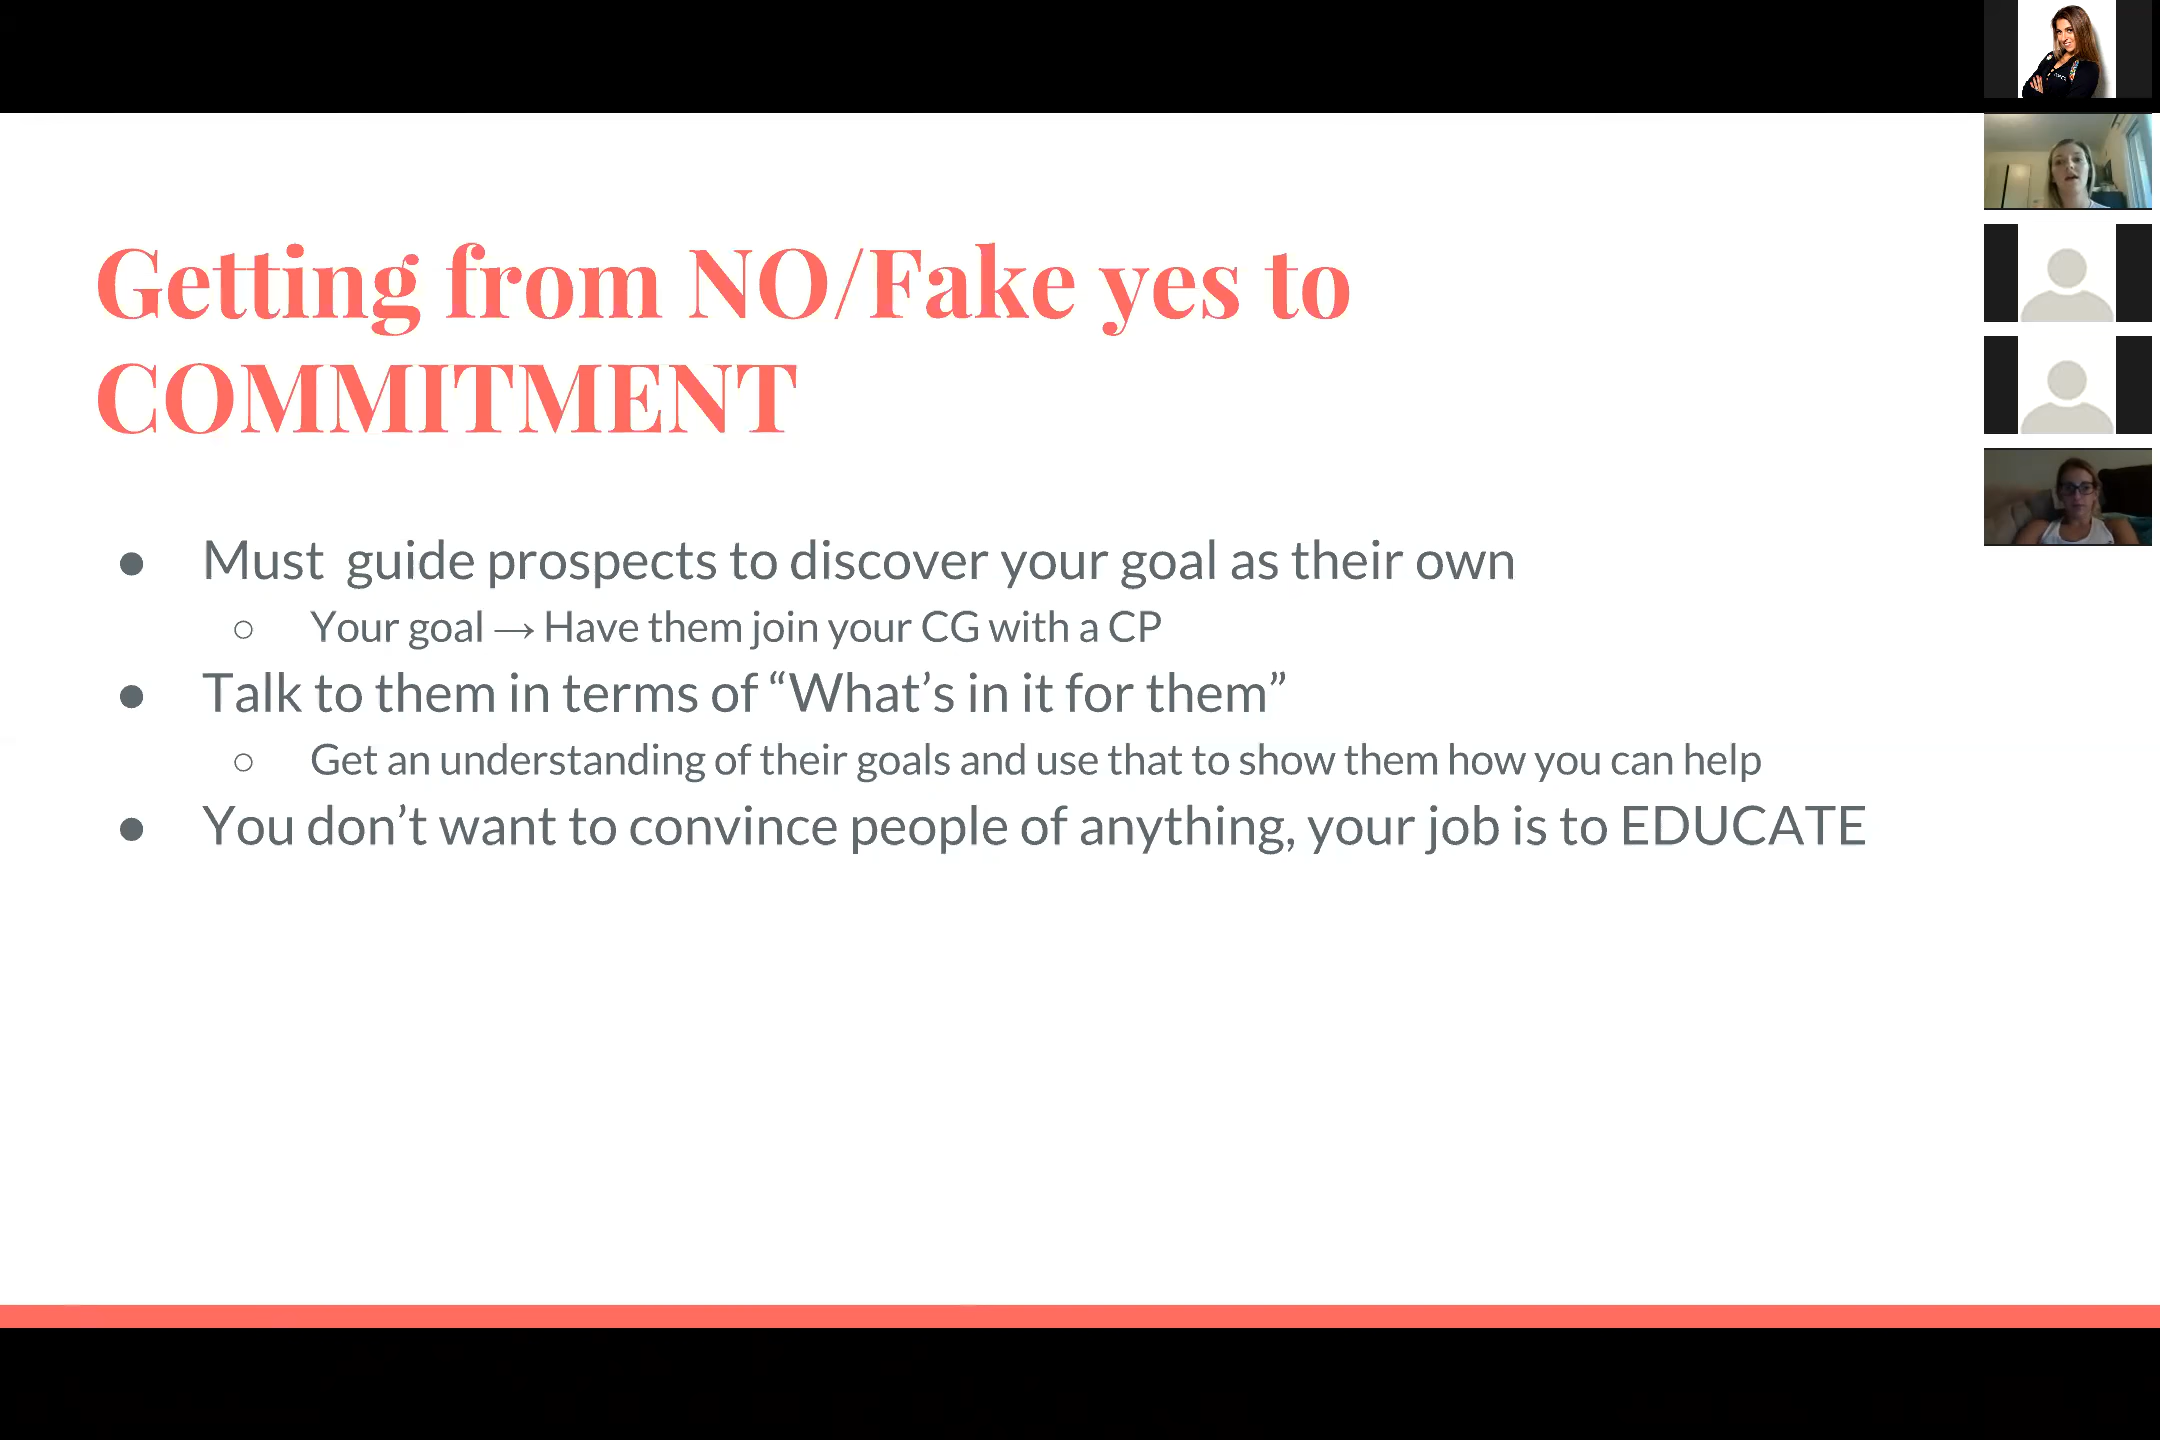 Getting from NO/Fake yes to
COMMITMENT
● Must  guide prospects to discover your goal as their own
○ Your goal → Have them join your CG with a CP
● Talk to them in terms of “What’s in it for them”
○ Get an understanding of their goals and use that to show them how you can help
● You don’t want to convince people of anything, your job is to EDUCATE